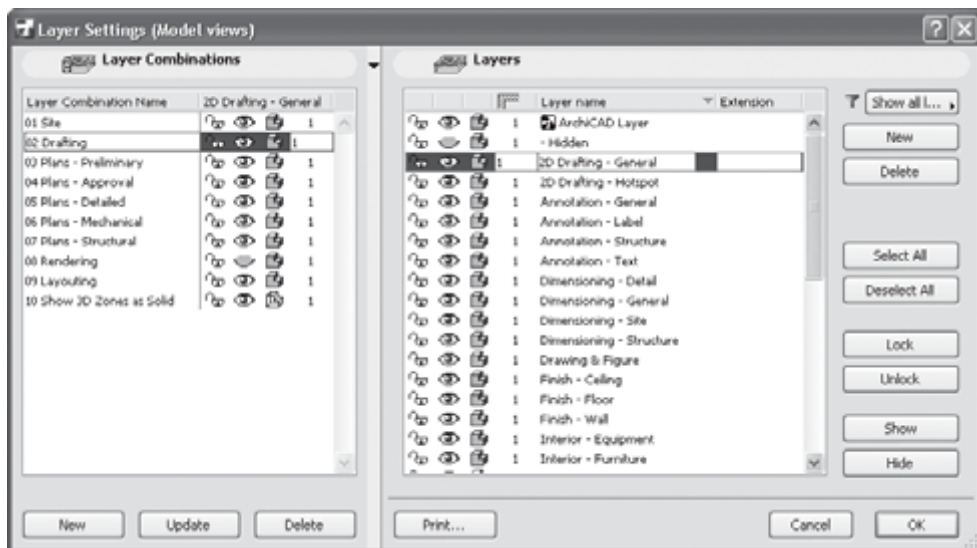 Layer Settings (Model views)
Layer Combinations
Layer Combination Name 2D Drafting - General
01 Site 1
02 Drafting 1
03 Plans - Preliminary 1
04 Plans - Approval 1
05 Plans - Detailed 1
06 Plans - Mechanical 1
07 Plans - Structural 1
08 Rendering 1
09 Layouting 1
10 Show 3D Zones as Solid 1
New Update Delete
Layers
Layer name Extension
1 ArchiCAD Layer
1 - Hidden
1 2D Drafting - General
1 2D Drafting - Hotspot
1 Annotation - General
1 Annotation - Label
1 Annotation - Structure
1 Annotation - Text
1 Dimensioning - Detail
1 Dimensioning - General
1 Dimensioning - Site
1 Dimensioning - Structure
1 Drawing & Figure
1 Finish - Ceiling
1 Finish - Floor
1 Finish - Wall
1 Interior - Equipment
1 Interior - Furniture
Show all l...
New
Delete
Select All
Deselect All
Lock
Unlock
Show
Hide
Print... Cancel OK